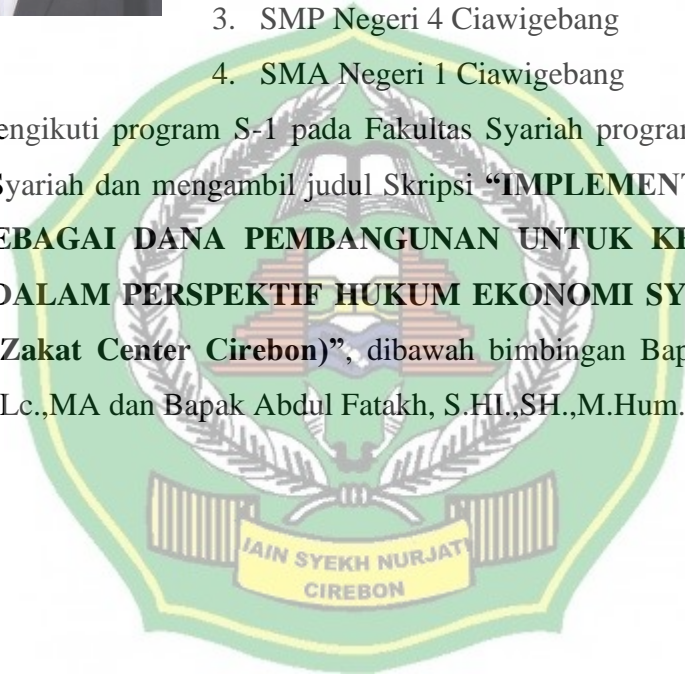 3. SMP Negeri 4 Ciawigebang
4. SMA Negeri 1 Ciawigebang
engikuti program S-1 pada Fakultas Syariah program
Syariah dan mengambil judul Skripsi “IMPLEMENT
EBAGAI DANA PEMBANGUNAN UNTUK KE
DALAM PERSPEKTIF HUKUM EKONOMI SY
Zakat Center Cirebon)”, dibawah bimbingan Bap
Lc.,MA dan Bapak Abdul Fatakh, S.HI.,SH.,M.Hum.
IAIN SYEKH NURJATI
CIREBON